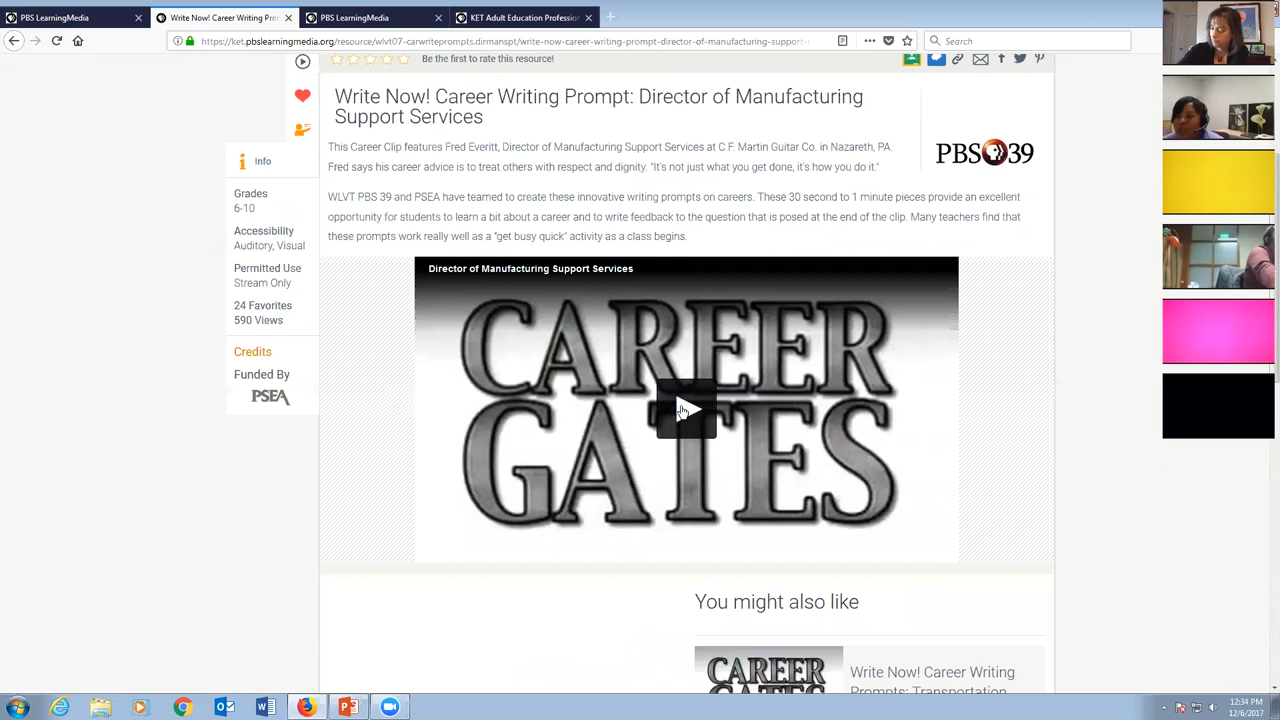 PBS LearningMedia
Write Now! Career Writing Pro
PBS LearningMedia
KET Adult Education Profession
https://ket.pbslearningmedia.org/resource/wlvt07-carwriteprompts.dirmanspt/write-now-career-writing-prompt-director-of-manufacturing-support-
Search
Be the first to rate this resource!
Write Now! Career Writing Prompt: Director of Manufacturing
Support Services
PBS 39
This Career Clip features Fred Everitt, Director of Manufacturing Support Services at C.F. Martin Guitar Co. in Nazareth, PA.
Fred says his career advice is to treat others with respect and dignity. "It's not just what you get done, it's how you do it."
WLVT PBS 39 and PSEA have teamed to create these innovative writing prompts on careers. These 30 second to 1 minute pieces provide an excellent
opportunity for students to learn a bit about a career and to write feedback to the question that is posed at the end of the clip. Many teachers find that
these prompts work really well as a "get busy quick" activity as a class begins.
Info
Grades
6-10
Accessibility
Auditory, Visual
Permitted Use
Stream Only
24 Favorites
590 Views
Credits
Funded By
PSEA
Director of Manufacturing Support Services
CAREER
GATES
You might also like
CAREER
GATES
Write Now! Career Writing
Prompts: Transportation
12:34 PM
12/6/2017